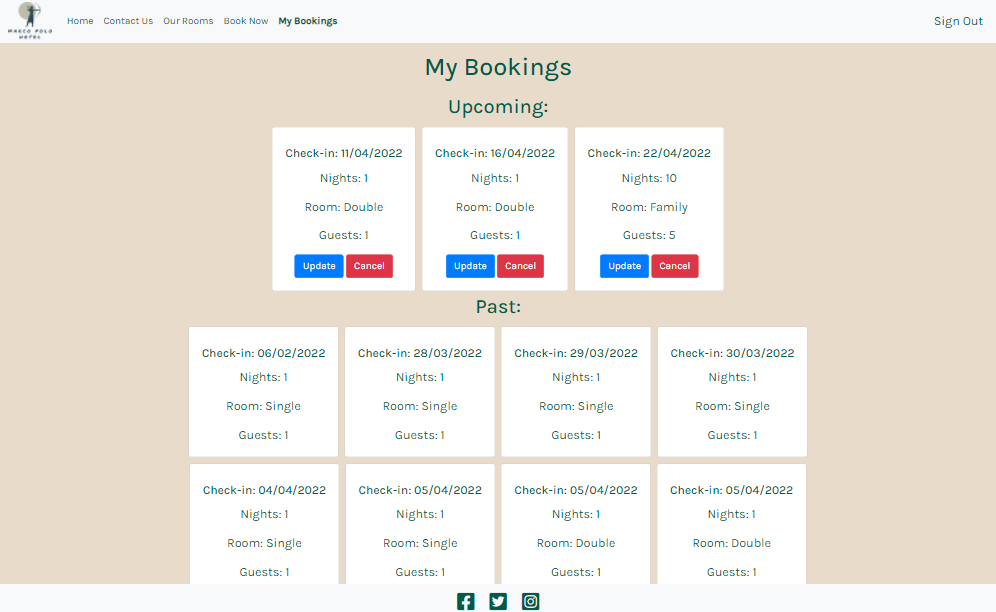 MARCO POLO
HOTEL
Home Contact Us Our Rooms Book Now My Bookings Sign Out
My Bookings
Upcoming:
Check-in: 11/04/2022
Nights: 1
Room: Double
Guests: 1
Update Cancel
Check-in: 16/04/2022
Nights: 1
Room: Double
Guests: 1
Update Cancel
Check-in: 22/04/2022
Nights: 10
Room: Family
Guests: 5
Update Cancel
Past:
Check-in: 06/02/2022
Nights: 1
Room: Single
Guests: 1
Check-in: 28/03/2022
Nights: 1
Room: Single
Guests: 1
Check-in: 29/03/2022
Nights: 1
Room: Single
Guests: 1
Check-in: 30/03/2022
Nights: 1
Room: Single
Guests: 1
Check-in: 04/04/2022
Nights: 1
Room: Single
Guests: 1
Check-in: 05/04/2022
Nights: 1
Room: Single
Guests: 1
Check-in: 05/04/2022
Nights: 1
Room: Double
Guests: 1
Check-in: 05/04/2022
Nights: 1
Room: Double
Guests: 1